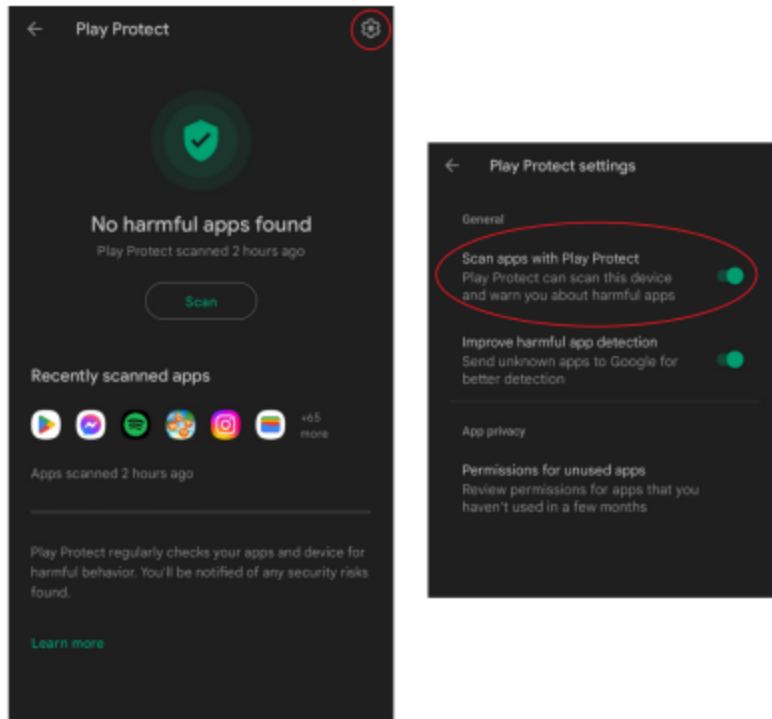 Play Protect
No harmful apps found
Play Protect scanned 2 hours ago
Scan
Recently scanned apps
+65
more
Apps scanned 2 hours ago
Play Protect regularly checks your apps and device for
harmful behavior. You'll be notified of any security risks
found.
Learn more
Play Protect settings
General
Scan apps with Play Protect
Play Protect can scan this device
and warn you about harmful apps
Improve harmful app detection
Send unknown apps to Google for
better detection
App privacy
Permissions for unused apps
Review permissions for apps that you
haven't used in a few months